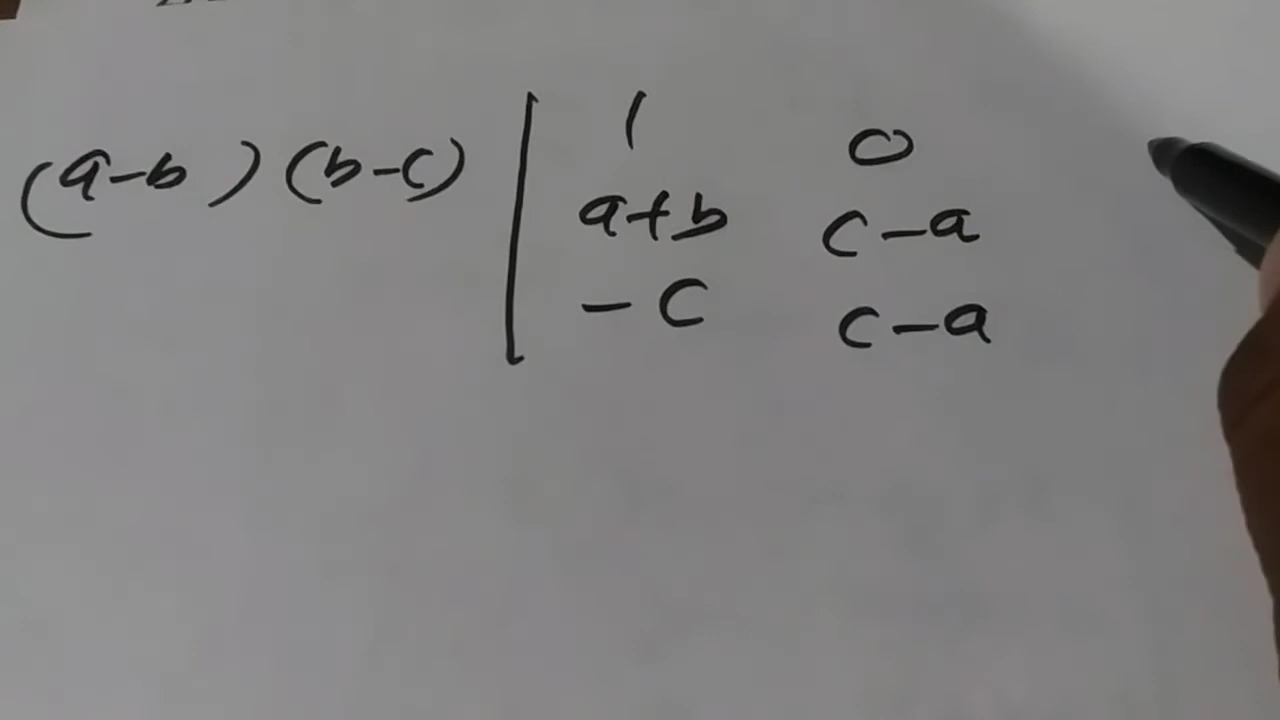 (a-b)(b-c) | 1 0
a+b c-a
-c c-a